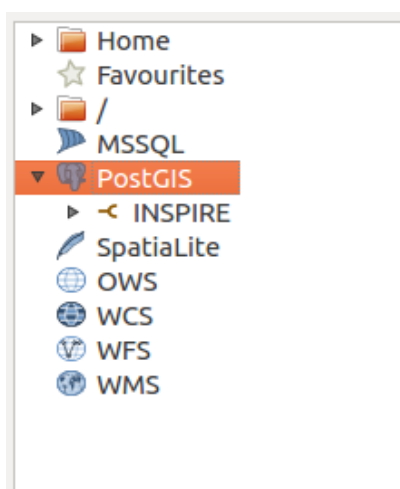 Home
Favourites
/
MSSQL
PostGIS
INSPIRE
SpatiaLite
OWS
WCS
WFS
WMS